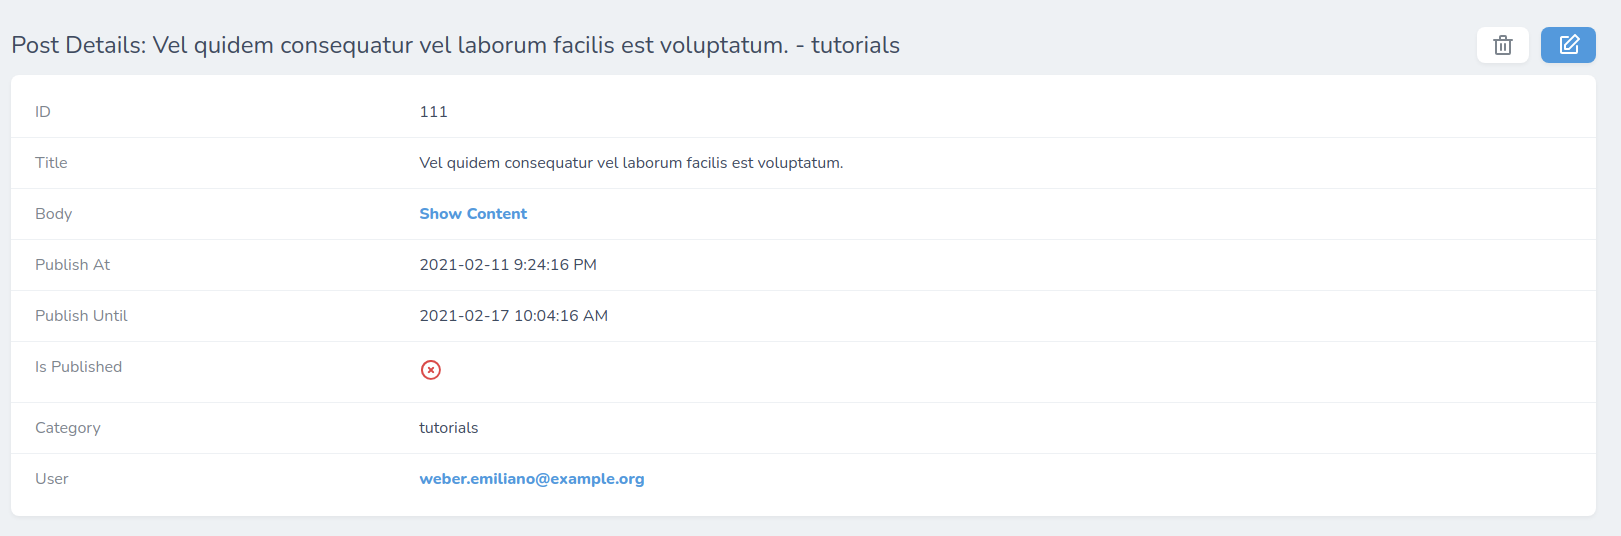 Post Details: Vel quidem consequatur vel laborum facilis est voluptatum. - tutorials
ID 111
Title Vel quidem consequatur vel laborum facilis est voluptatum.
Body Show Content
Publish At 2021-02-11 9:24:16 PM
Publish Until 2021-02-17 10:04:16 AM
Is Published
Category tutorials
User weber.emiliano@example.org